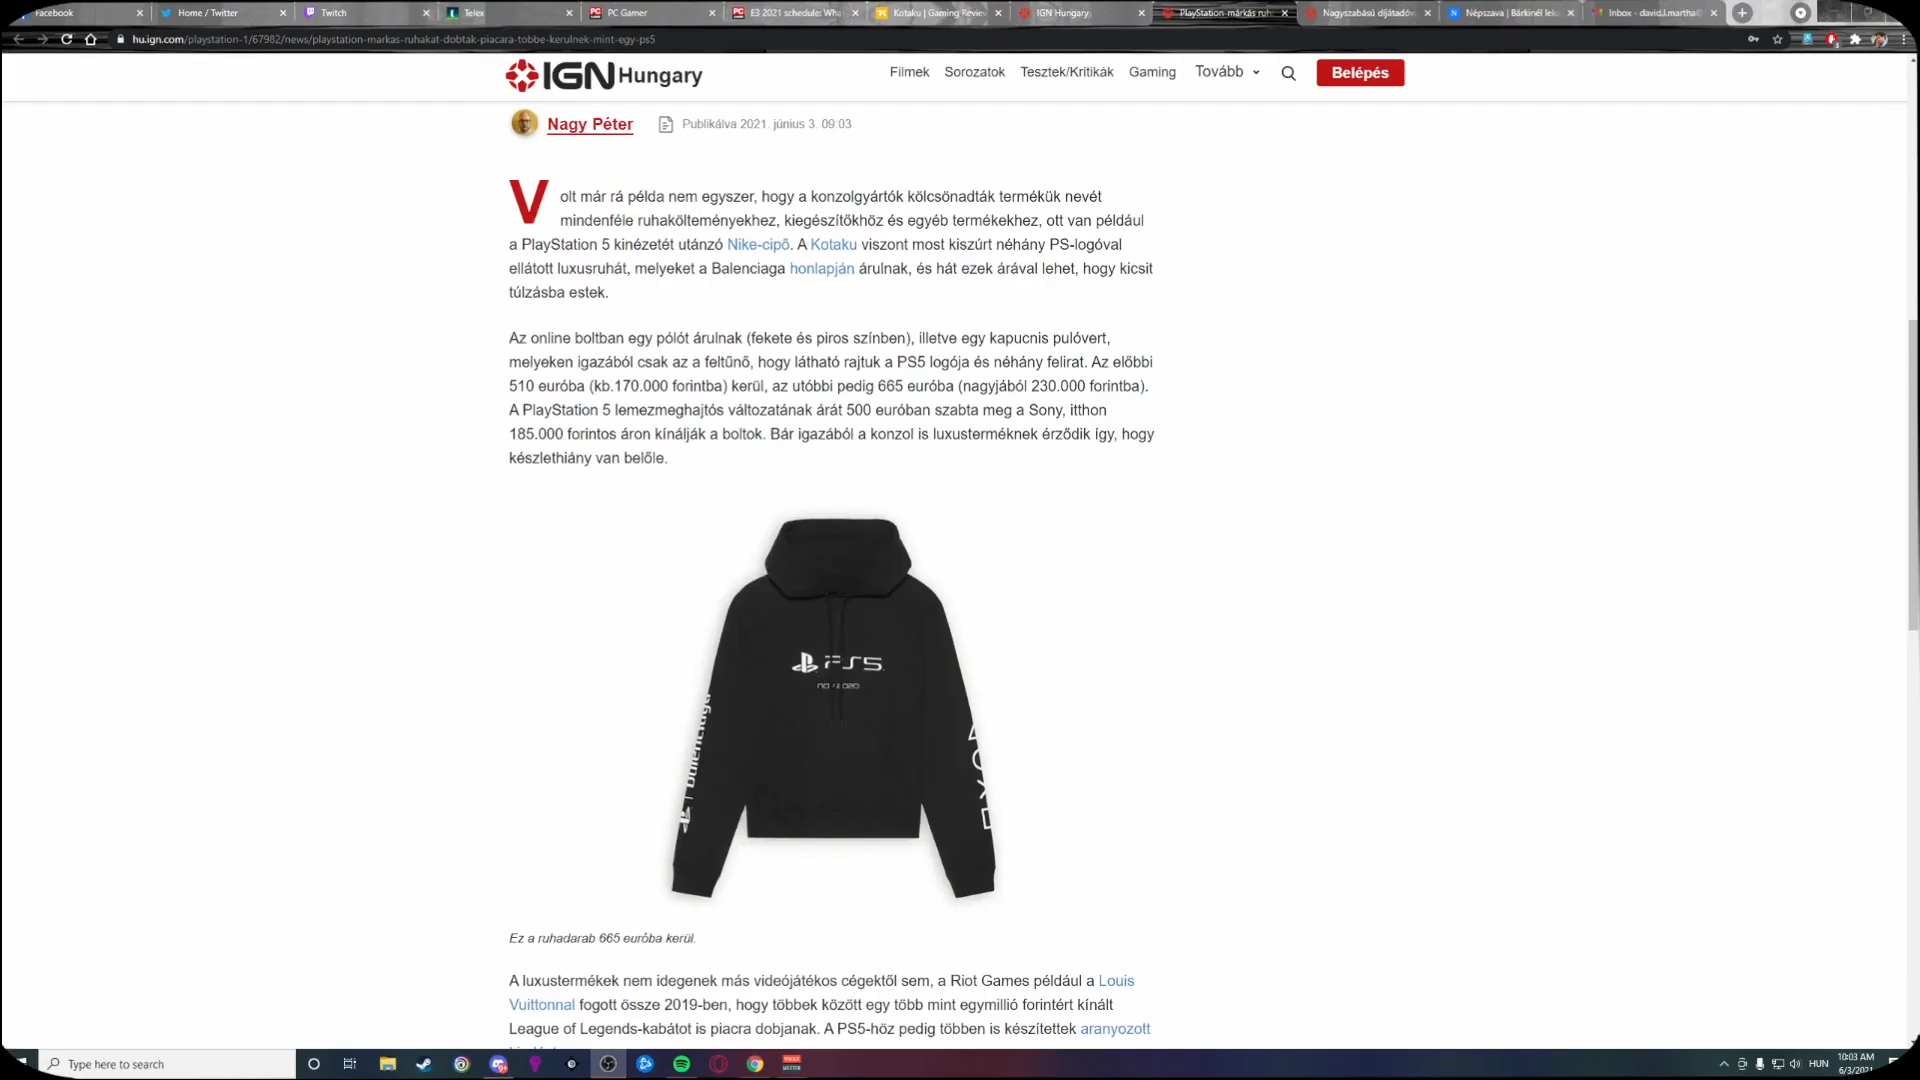 Facebook
Home / Twitter
Twitch
Telex
PC Gamer
E3 2021 schedule: Wha
Kotaku | Gaming Review
IGN Hungary
PlayStation-márkás ruh
Nagyszabású díjátadóv
Népszava | Bárkinél lek
Inbox - david.l.martha@
hu.ign.com/playstation-1/67982/news/playstation-markas-ruhakat-dobtak-piacara-tobbe-kerulnek-mint-egy-ps5
IGN Hungary
Filmek Sorozatok Tesztek/Kritikák Gaming Tovább
Belépés
Nagy Péter
Publikálva 2021. június 3. 09:03
Volt már rá példa nem egyszer, hogy a konzolgyártók kölcsönadták termékük nevét
mindenféle ruhakölteményekhez, kiegészítőkhöz és egyéb termékekhez, ott van például
a PlayStation 5 kinézetét utánzó Nike-cipő. A Kotaku viszont most kiszúrt néhány PS-logóval
ellátott luxusruhát, melyeket a Balenciaga honlapján árulnak, és hát ezek árával lehet, hogy kicsit
túlzásba estek.
Az online boltban egy pólót árulnak (fekete és piros színben), illetve egy kapucnis pulóvert,
melyeken igazából csak az a feltűnő, hogy látható rajtuk a PS5 logója és néhány felirat. Az előbbi
510 euróba (kb.170.000 forintba) kerül, az utóbbi pedig 665 euróba (nagyjából 230.000 forintba).
A PlayStation 5 lemezmeghajtós változatának árát 500 euróban szabta meg a Sony, itthon
185.000 forintos áron kínálják a boltok. Bár igazából a konzol is luxusterméknek érződik így, hogy
készlethiány van belőle.
PS5
Balenciaga
Ez a ruhadarab 665 euróba kerül.
A luxustermékek nem idegenek más videójátékos cégektől sem, a Riot Games például a Louis
Vuittonnal fogott össze 2019-ben, hogy többek között egy több mint egymillió forintért kínált
League of Legends-kabátot is piacra dobjanak. A PS5-höz pedig többen is készítettek aranyozott
Type here to search
HUN
10:03 AM
6/3/2021